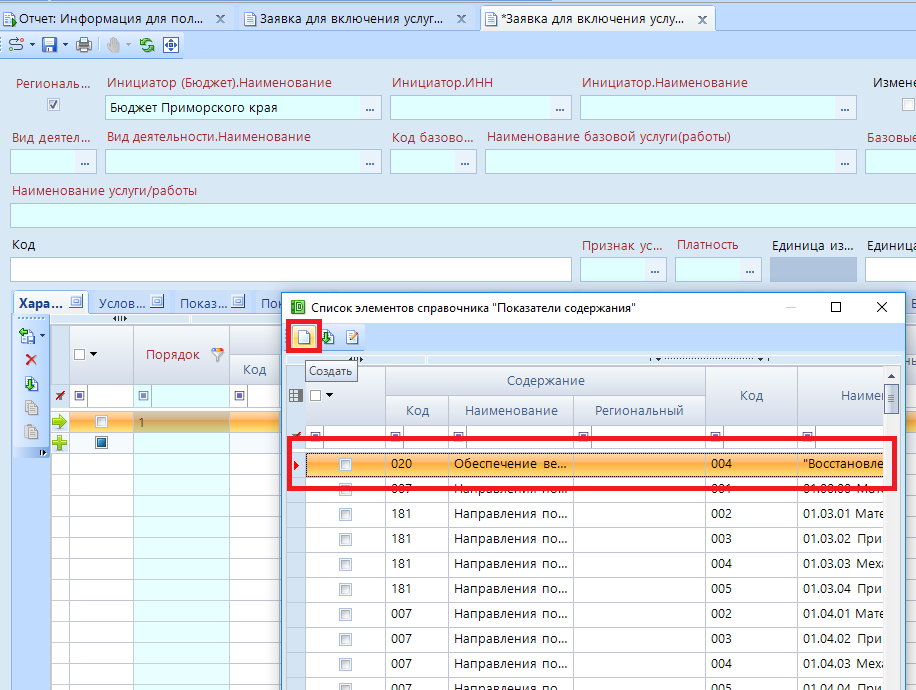 Отчет: Информация для пол...
Заявка для включения услуг...
*Заявка для включения услу...
Региональ...
Инициатор (Бюджет).Наименование
Инициатор.ИНН
Инициатор.Наименование
Измене
Бюджет Приморского края
...
...
...
Вид деятел...
Вид деятельности.Наименование
Код базово...
Наименование базовой услуги(работы)
Базовые
...
...
...
...
Наименование услуги/работы
Код
Признак ус...
Платность
Единица из...
Единица
...
...
Хара...
Услов...
Показ...
Пок
Список элементов справочника "Показатели содержания"
Порядок
Код
1
Создать
Содержание
Код
Наименование
Региональный
Код
Наимен
020 Обеспечение ве... 004 "Восстановле
007 Направления по... 001 01.00.00 Мат
181 Направления по... 002 01.03.01 Мате
181 Направления по... 003 01.03.02 При
181 Направления по... 004 01.03.03 Меха
181 Направления по... 005 01.03.04 При
007 Направления по... 002 01.04.01 Мате
007 Направления по... 003 01.04.02 При
007 Направления по... 004 01.04.03 Меха
007 Направления по... 005 01.04.04 При